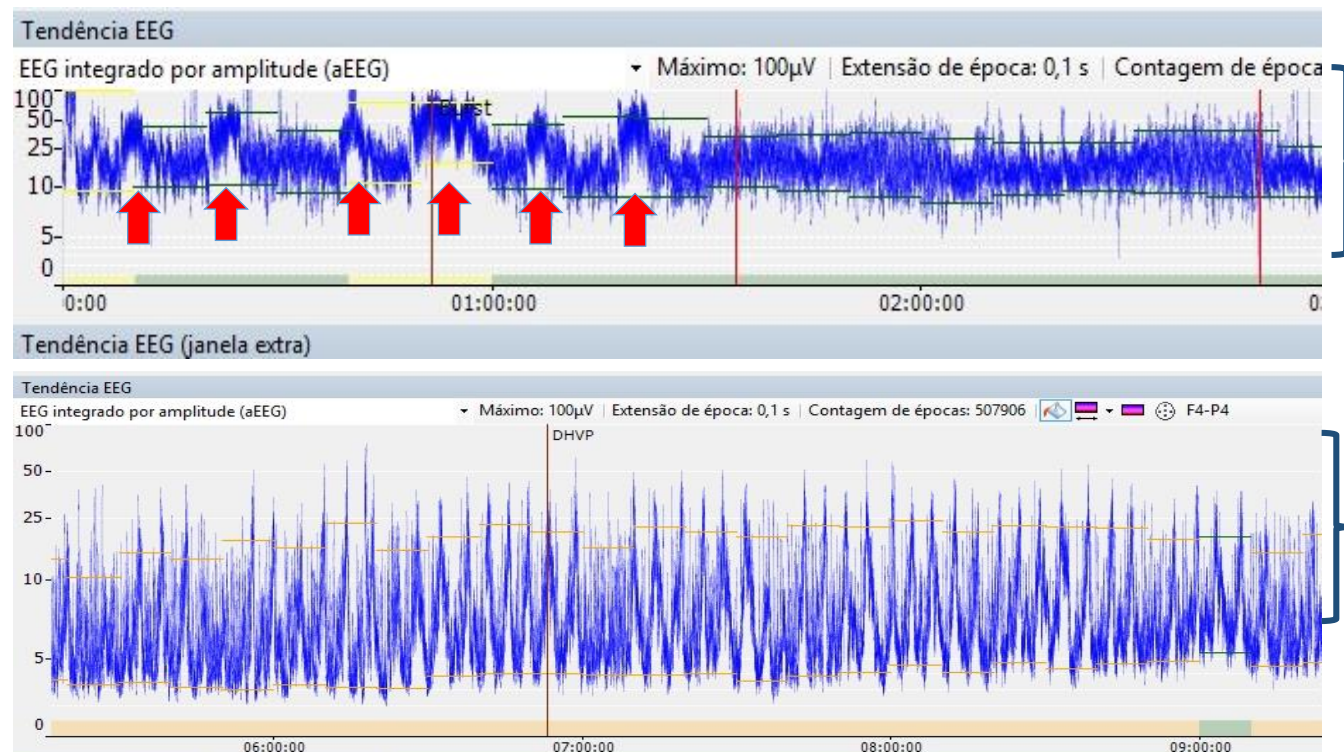 Tendência EEG
EEG integrado por amplitude (aEEG) Máximo: 100µV | Extensão de época: 0,1 s | Contagem de época
100
50
25
10
5
0
Burst
0:00 01:00:00 02:00:00 0
Tendência EEG (janela extra)
Tendência EEG
EEG integrado por amplitude (aEEG) Máximo: 100µV | Extensão de época: 0,1 s | Contagem de épocas: 507906 F4-P4
100
50
25
10
5
0
DHVP
06:00:00 07:00:00 08:00:00 09:00:00